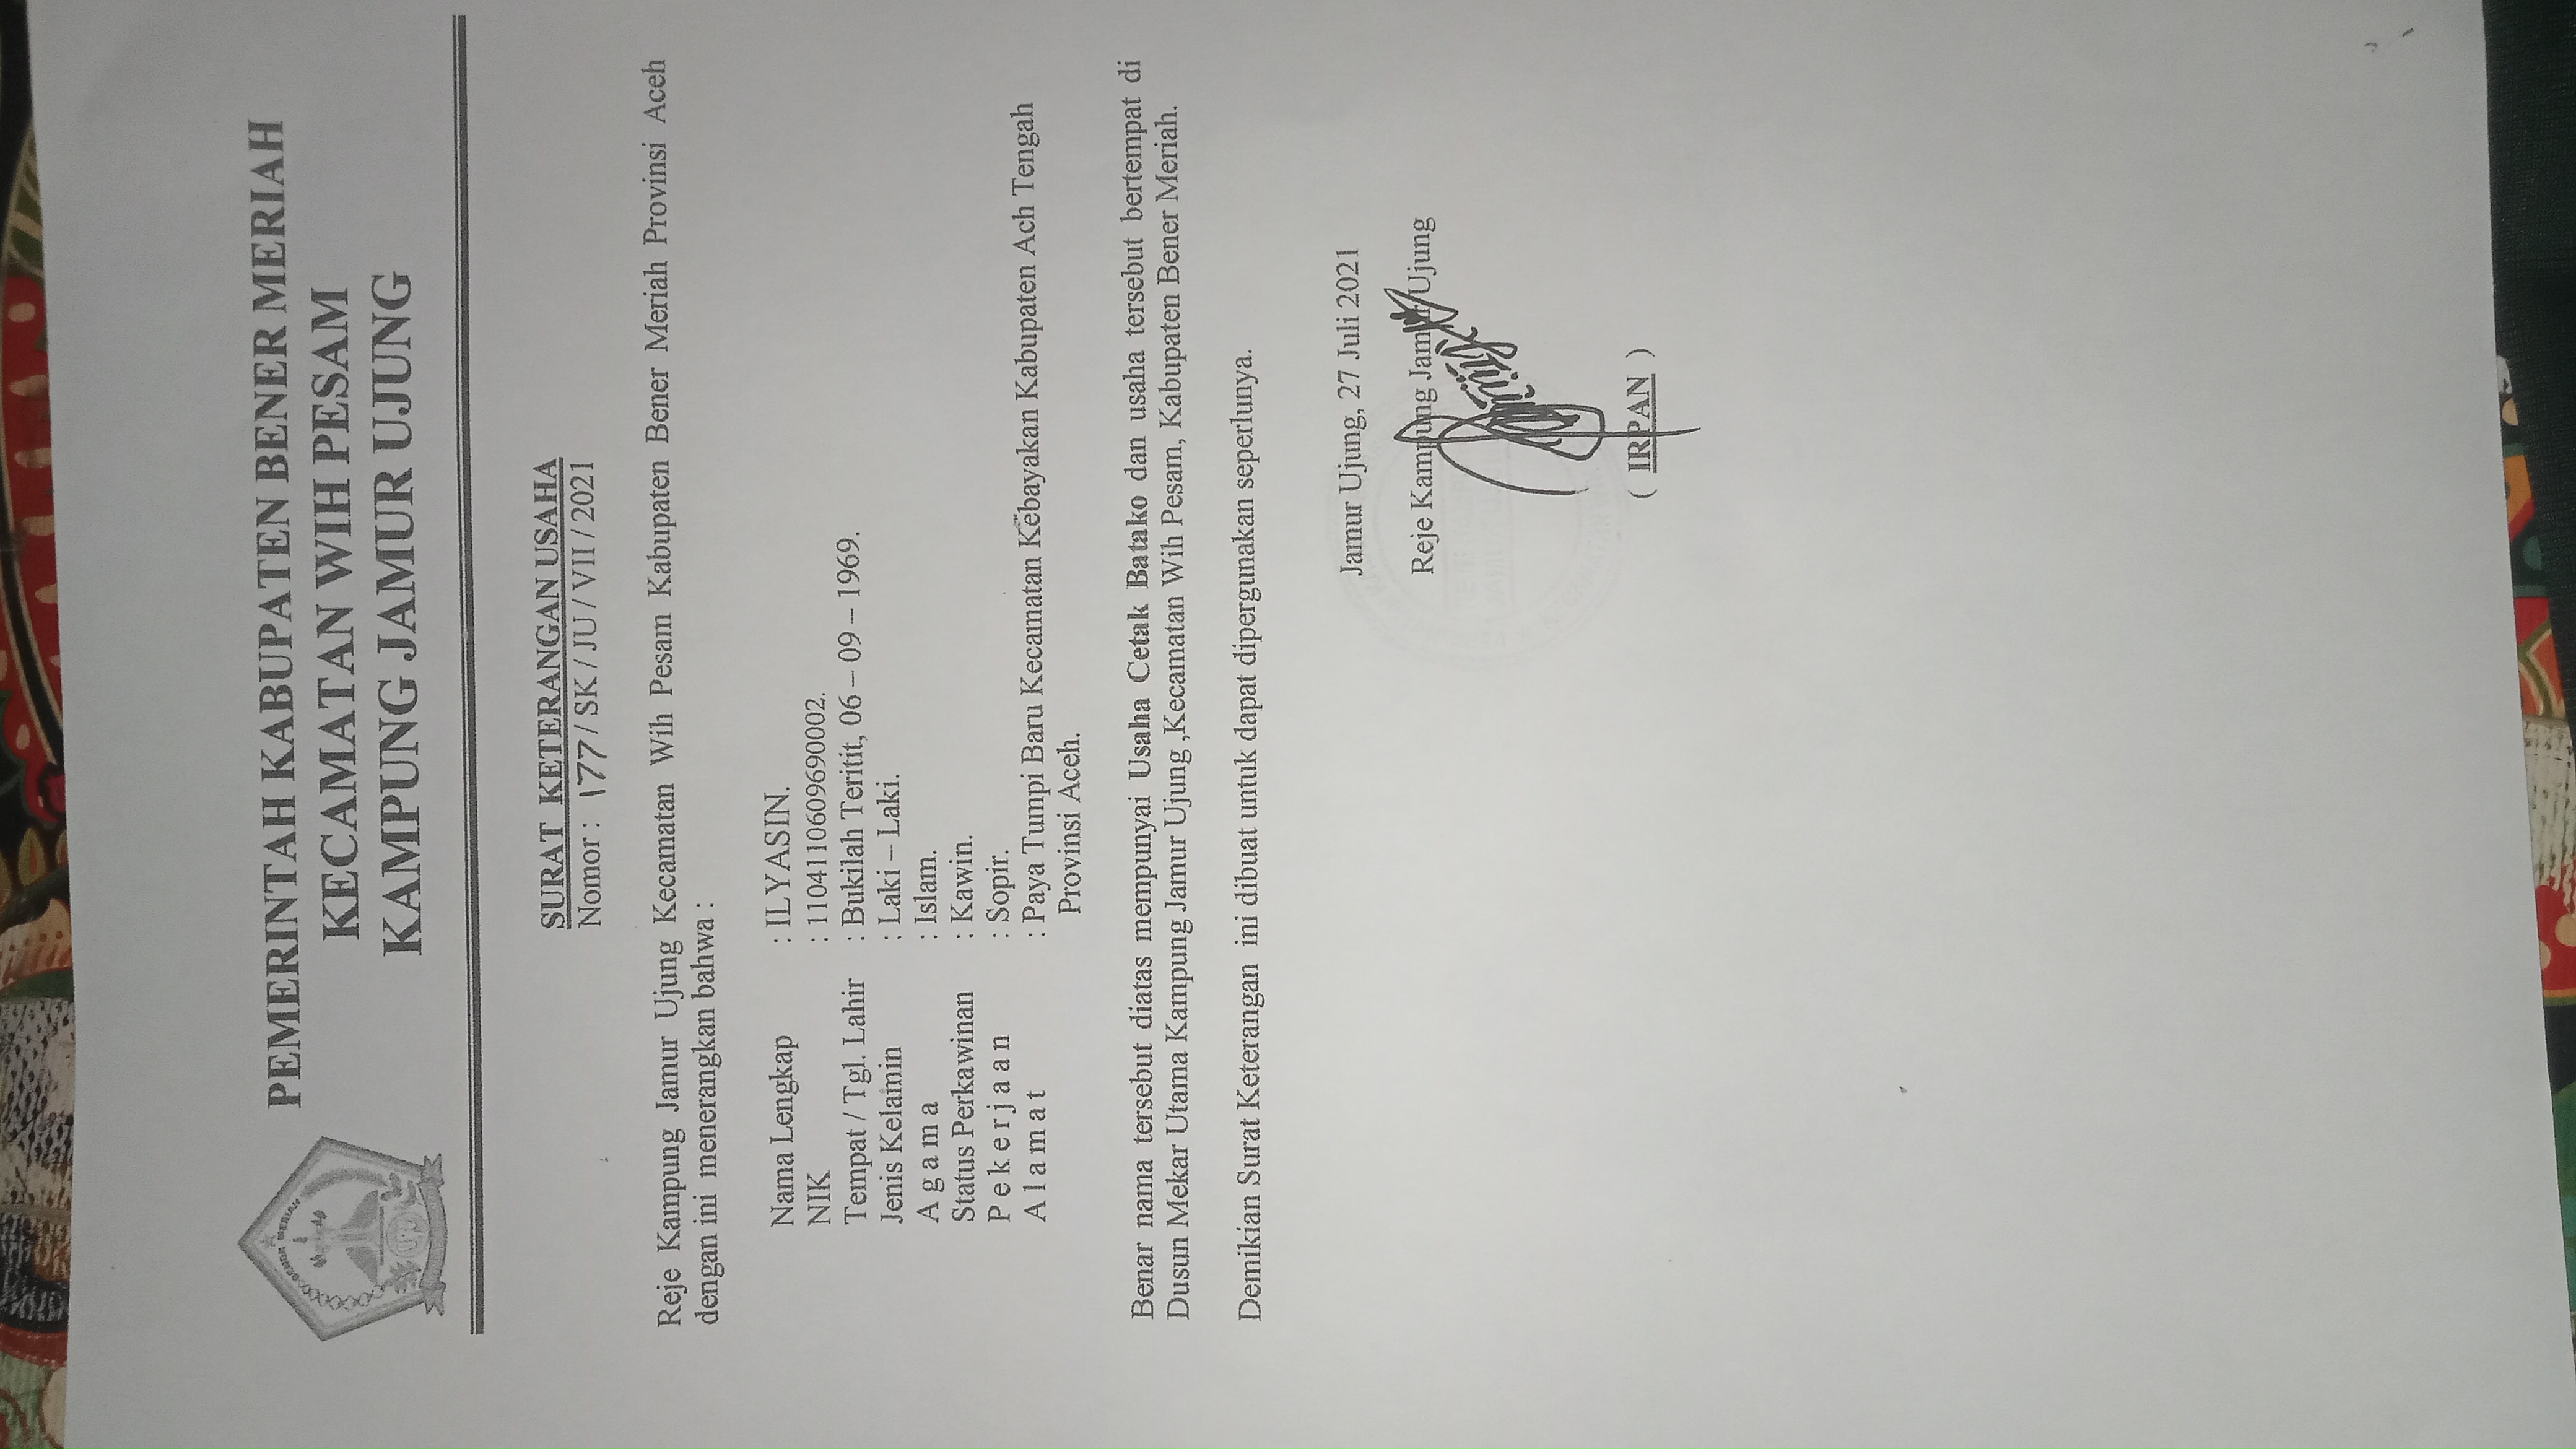 PEMERINTAH KABUPATEN BENER MERIAH
KECAMATAN WIH PESAM
KAMPUNG JAMUR UJUNG
BENER MERIAH
SURAT KETERANGAN USAHA
Nomor : 177 / SK / JU / VII / 2021
Reje Kampung Jamur Ujung Kecamatan Wih Pesam Kabupaten Bener Meriah Provinsi Aceh
dengan ini menerangkan bahwa :
Nama Lengkap : ILYASIN.
NIK : 1104110609690002.
Tempat / Tgl. Lahir : Bukilah Teritit, 06 – 09 – 1969.
Jenis Kelamin : Laki – Laki.
A g a m a : Islam.
Status Perkawinan : Kawin.
P e k e r j a a n : Sopir.
A l a m a t : Paya Tumpi Baru Kecamatan Kebayakan Kabupaten Ach Tengah
Provinsi Aceh.
Benar nama tersebut diatas mempunyai Usaha Cetak Batako dan usaha tersebut bertempat di
Dusun Mekar Utama Kampung Jamur Ujung ,Kecamatan Wih Pesam, Kabupaten Bener Meriah.
Demikian Surat Keterangan ini dibuat untuk dapat dipergunakan seperlunya.
Jamur Ujung, 27 Juli 2021
Reje Kampung Jamur Ujung
( IRPAN )